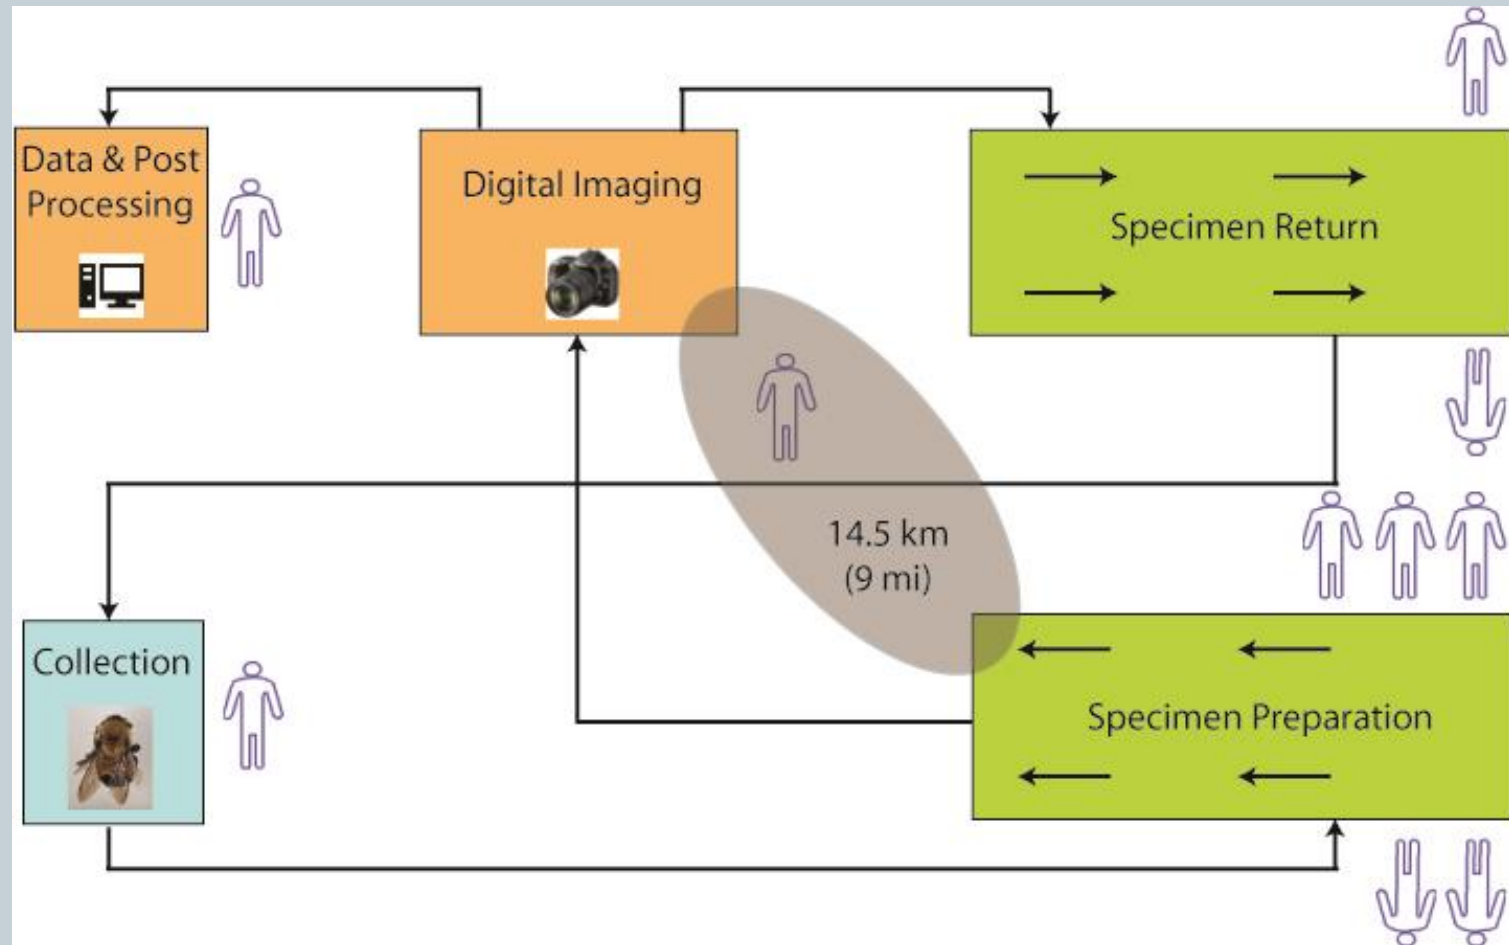 Data & Post
Processing
Digital Imaging
Specimen Return
14.5 km
(9 mi)
Collection
Specimen Preparation